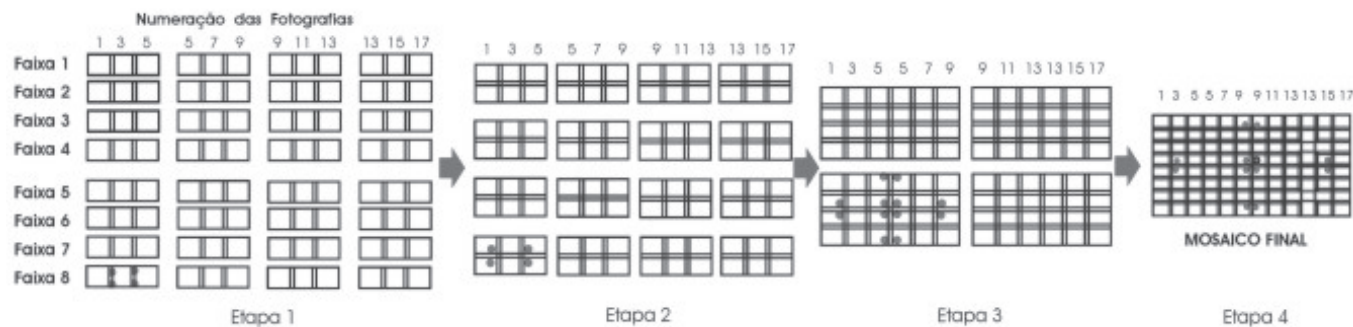 Numeração das Fotografias
1 3 5 5 7 9 9 11 13 13 15 17
Faixa 1
Faixa 2
Faixa 3
Faixa 4
Faixa 5
Faixa 6
Faixa 7
Faixa 8
Etapa 1
1 3 5 5 7 9 9 11 13 13 15 17
Etapa 2
1 3 5 5 7 9 9 11 13 13 15 17
Etapa 3
1 3 5 5 7 9 9 11 13 13 15 17
MOSAICO FINAL
Etapa 4